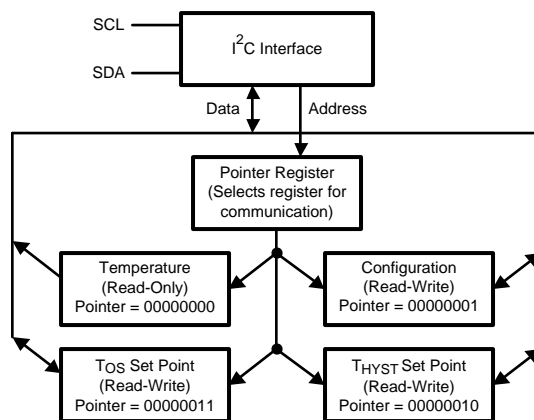 SCL
I2C Interface
SDA
Data
Address
Pointer Register
(Selects register for
communication)
Temperature
(Read-Only)
Pointer = 00000000
Configuration
(Read-Write)
Pointer = 00000001
TOS Set Point
(Read-Write)
Pointer = 00000011
THYST Set Point
(Read-Write)
Pointer = 00000010